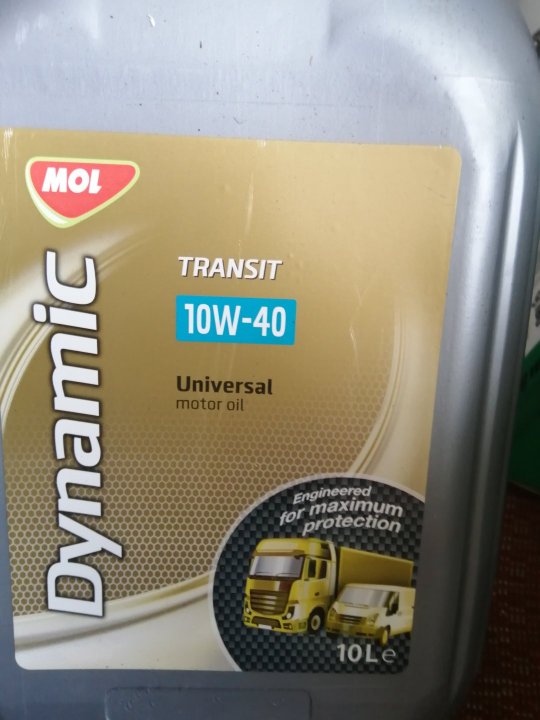 MOL
Dynamic
TRANSIT
10W-40
Universal
motor oil
Engineered
for maximum
protection
10L e